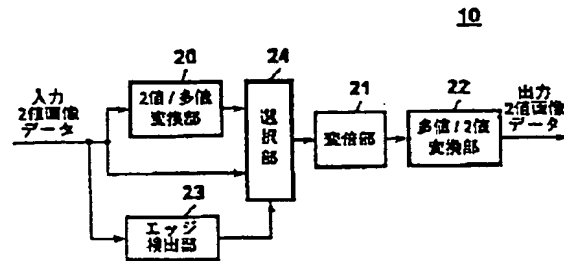 10
20
24
21
22
23
入力
2値画像
データ
2値/多値
変換部
選択部
変倍部
多値/2値
変換部
出力
2値画像
データ
エッジ
検出部